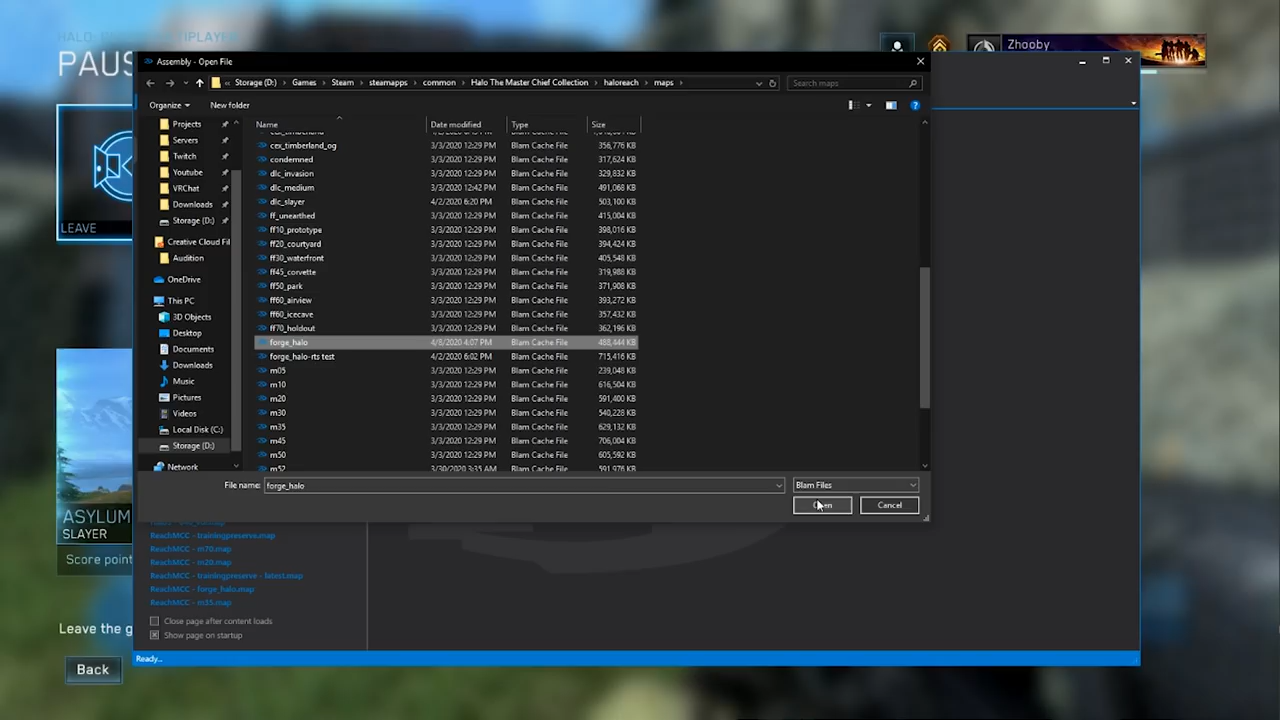 PAUS
Zhooby
Assembly - Open File
« Storage (D:) › Games › Steam › steamapps › common › Halo The Master Chief Collection › haloreach › maps ›
Search maps
Organize
New folder
Projects
Servers
Twitch
Youtube
VRChat
Downloads
Storage (D:)
Creative Cloud Fil
Audition
OneDrive
This PC
3D Objects
Desktop
Documents
Downloads
Music
Pictures
Videos
Local Disk (C:)
Storage (D:)
Network
Name Date modified Type Size
cex_timberland_og 3/3/2020 12:29 PM Blam Cache File 356,776 KB
condemned 3/3/2020 12:29 PM Blam Cache File 317,624 KB
dlc_invasion 3/3/2020 12:29 PM Blam Cache File 329,832 KB
dlc_medium 3/3/2020 12:42 PM Blam Cache File 491,068 KB
dlc_slayer 4/2/2020 6:20 PM Blam Cache File 503,100 KB
ff_unearthed 3/3/2020 12:29 PM Blam Cache File 415,004 KB
ff10_prototype 3/3/2020 12:29 PM Blam Cache File 398,016 KB
ff20_courtyard 3/3/2020 12:29 PM Blam Cache File 394,424 KB
ff30_waterfront 3/3/2020 12:29 PM Blam Cache File 405,548 KB
ff45_corvette 3/3/2020 12:29 PM Blam Cache File 319,988 KB
ff50_park 3/3/2020 12:29 PM Blam Cache File 371,908 KB
ff60_airview 3/3/2020 12:29 PM Blam Cache File 393,272 KB
ff60_icecave 3/3/2020 12:29 PM Blam Cache File 357,432 KB
ff70_holdout 3/3/2020 12:29 PM Blam Cache File 362,196 KB
forge_halo 4/8/2020 4:07 PM Blam Cache File 488,444 KB
forge_halo-rts test 4/2/2020 6:02 PM Blam Cache File 715,416 KB
m05 3/3/2020 12:29 PM Blam Cache File 239,048 KB
m10 3/3/2020 12:29 PM Blam Cache File 616,504 KB
m20 3/3/2020 12:29 PM Blam Cache File 591,400 KB
m30 3/3/2020 12:29 PM Blam Cache File 540,228 KB
m35 3/3/2020 12:29 PM Blam Cache File 629,132 KB
m45 3/3/2020 12:29 PM Blam Cache File 706,004 KB
m50 3/3/2020 12:29 PM Blam Cache File 605,592 KB
m52 3/30/2020 3:35 AM Blam Cache File 591,976 KB
File name: forge_halo
Blam Files
Open
Cancel
LEAVE
ASYLUM
SLAYER
Score point
ReachMCC - trainingpreserve.map
ReachMCC - m70.map
ReachMCC - m20.map
ReachMCC - trainingpreserve - latest.map
ReachMCC - forge_halo.map
ReachMCC - m35.map
Close page after content loads
Show page on startup
Leave the g
Ready...
Back